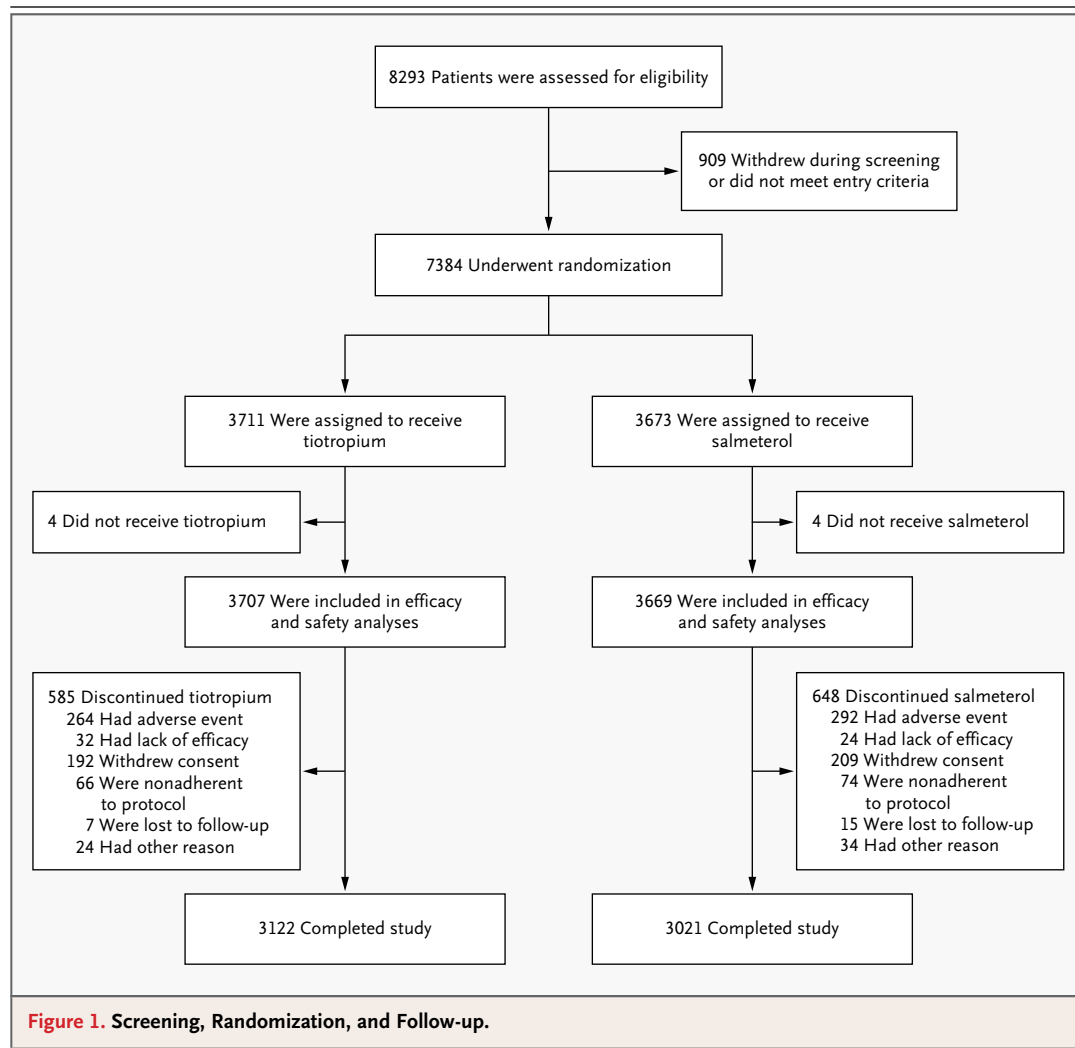 8293 Patients were assessed for eligibility
909 Withdrew during screening
or did not meet entry criteria
7384 Underwent randomization
3711 Were assigned to receive
tiotropium
3673 Were assigned to receive
salmeterol
4 Did not receive tiotropium
4 Did not receive salmeterol
3707 Were included in efficacy
and safety analyses
3669 Were included in efficacy
and safety analyses
585 Discontinued tiotropium
264 Had adverse event
32 Had lack of efficacy
192 Withdrew consent
66 Were nonadherent
to protocol
7 Were lost to follow-up
24 Had other reason
648 Discontinued salmeterol
292 Had adverse event
24 Had lack of efficacy
209 Withdrew consent
74 Were nonadherent
to protocol
15 Were lost to follow-up
34 Had other reason
3122 Completed study
3021 Completed study
Figure 1. Screening, Randomization, and Follow-up.